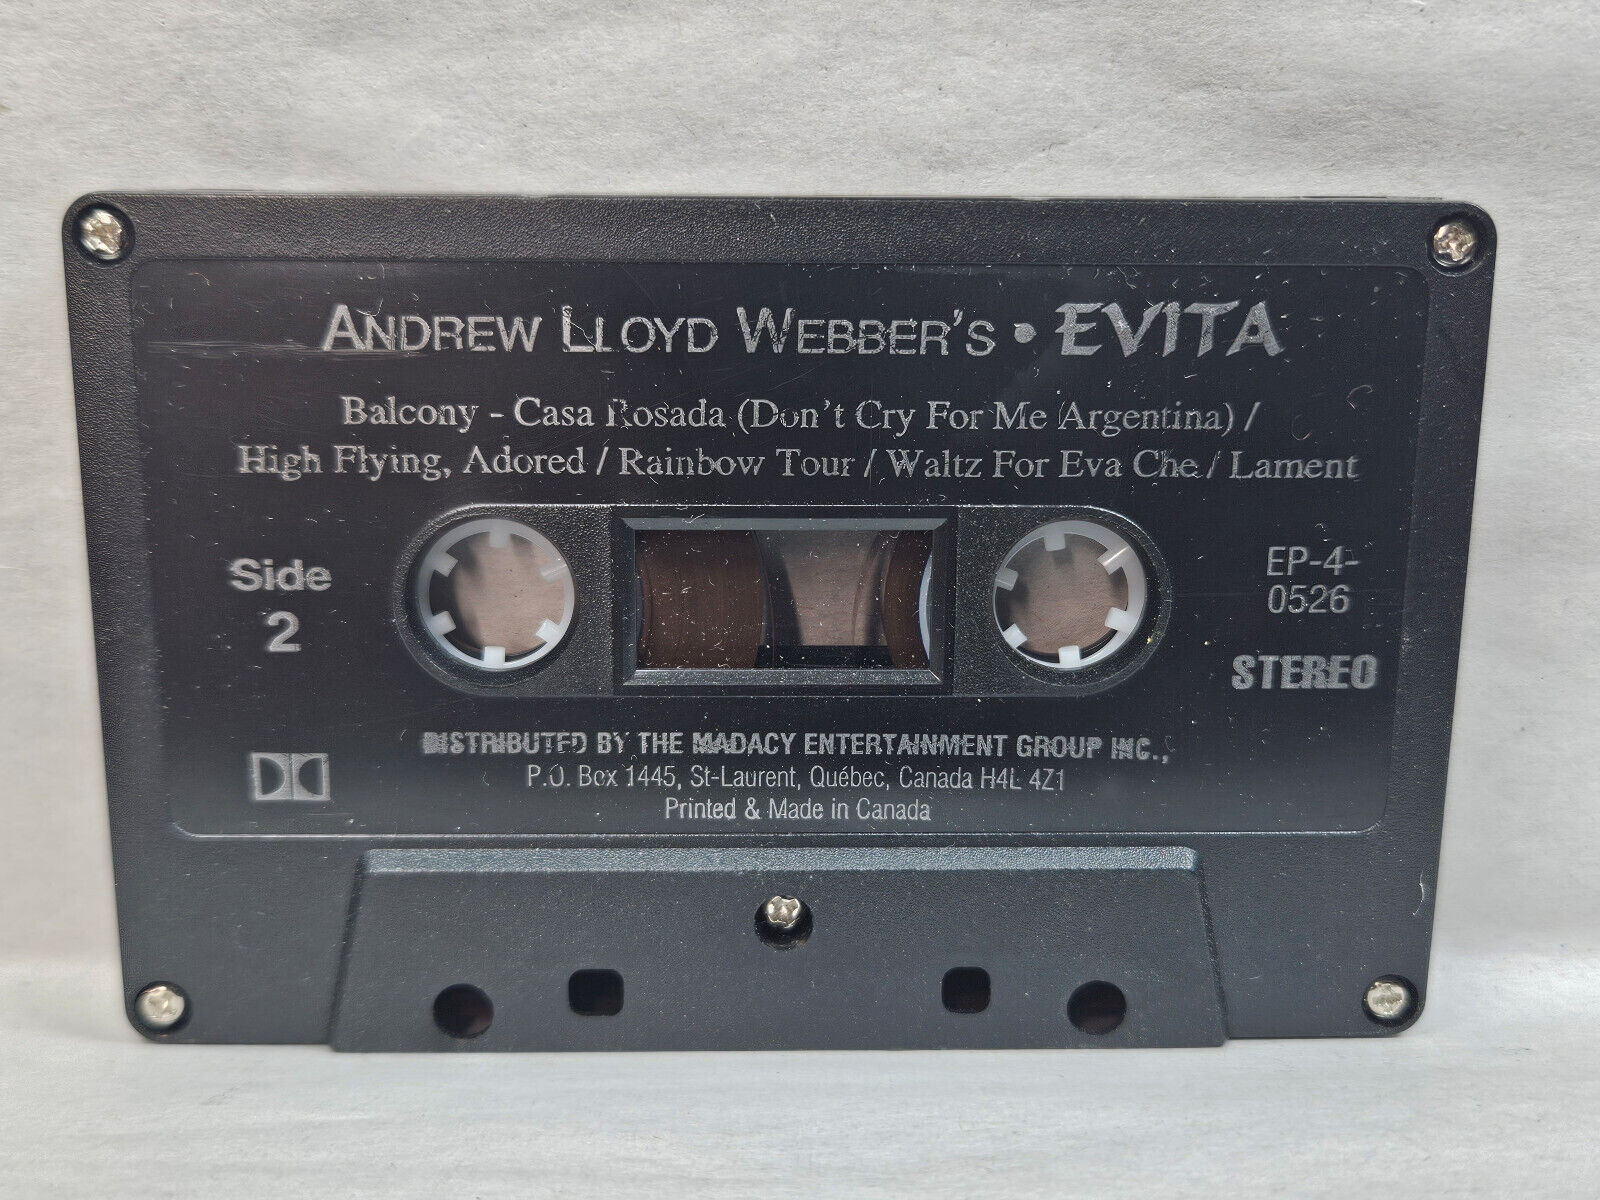 ANDREW LLOYD WEBBER'S • EVITA
Balcony - Casa Rosada (Don't Cry For Me Argentina) /
High Flying, Adored / Rainbow Tour / Waltz For Eva Che / Lament
Side
2
EP-4-
0526
STEREO
DISTRIBUTED BY THE MADACY ENTERTAINMENT GROUP INC.,
P.O. Box 1445, St-Laurent, Québec, Canada H4L 4Z1
Printed & Made in Canada